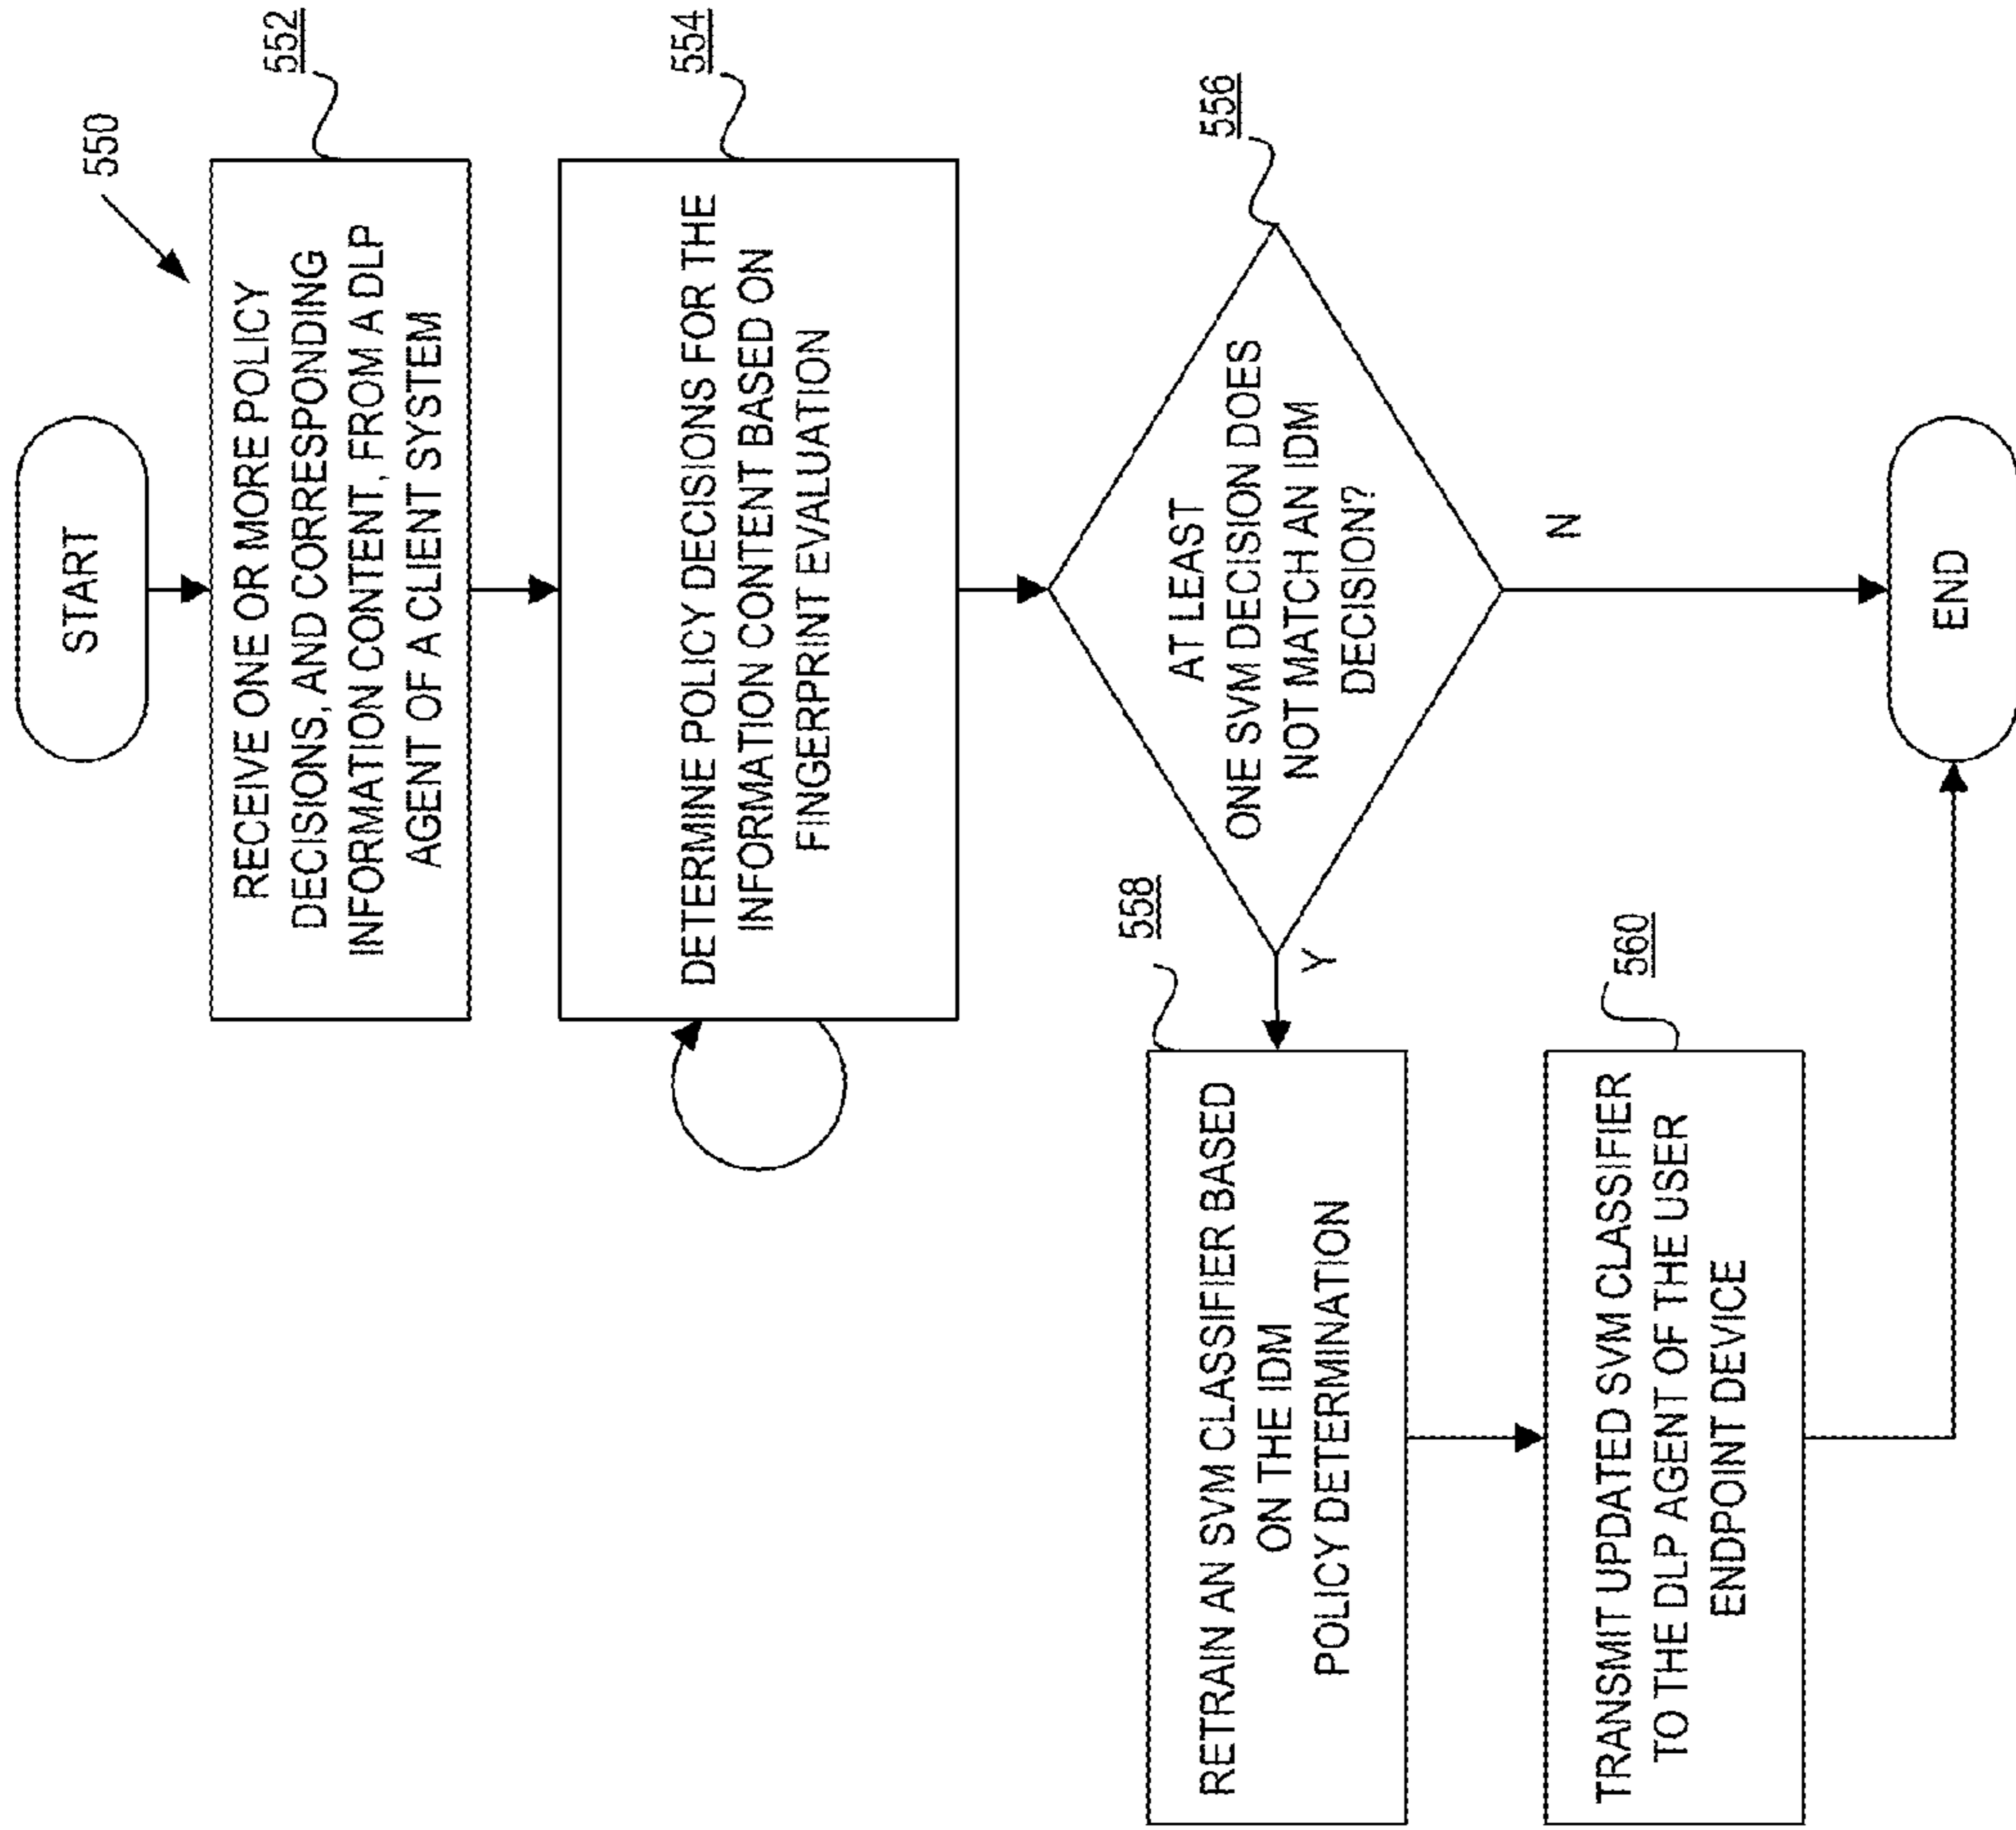 START
550
RECEIVE ONE OR MORE POLICY
DECISIONS, AND CORRESPONDING
INFORMATION CONTENT, FROM A DLP
AGENT OF A CLIENT SYSTEM
552
DETERMINE POLICY DECISIONS FOR THE
INFORMATION CONTENT BASED ON
FINGERPRINT EVALUATION
554
AT LEAST
ONE SVM DECISION DOES
NOT MATCH AN IDM
DECISION?
556
Y
N
RETRAIN AN SVM CLASSIFIER BASED
ON THE IDM
POLICY DETERMINATION
558
TRANSMIT UPDATED SVM CLASSIFIER
TO THE DLP AGENT OF THE USER
ENDPOINT DEVICE
560
END